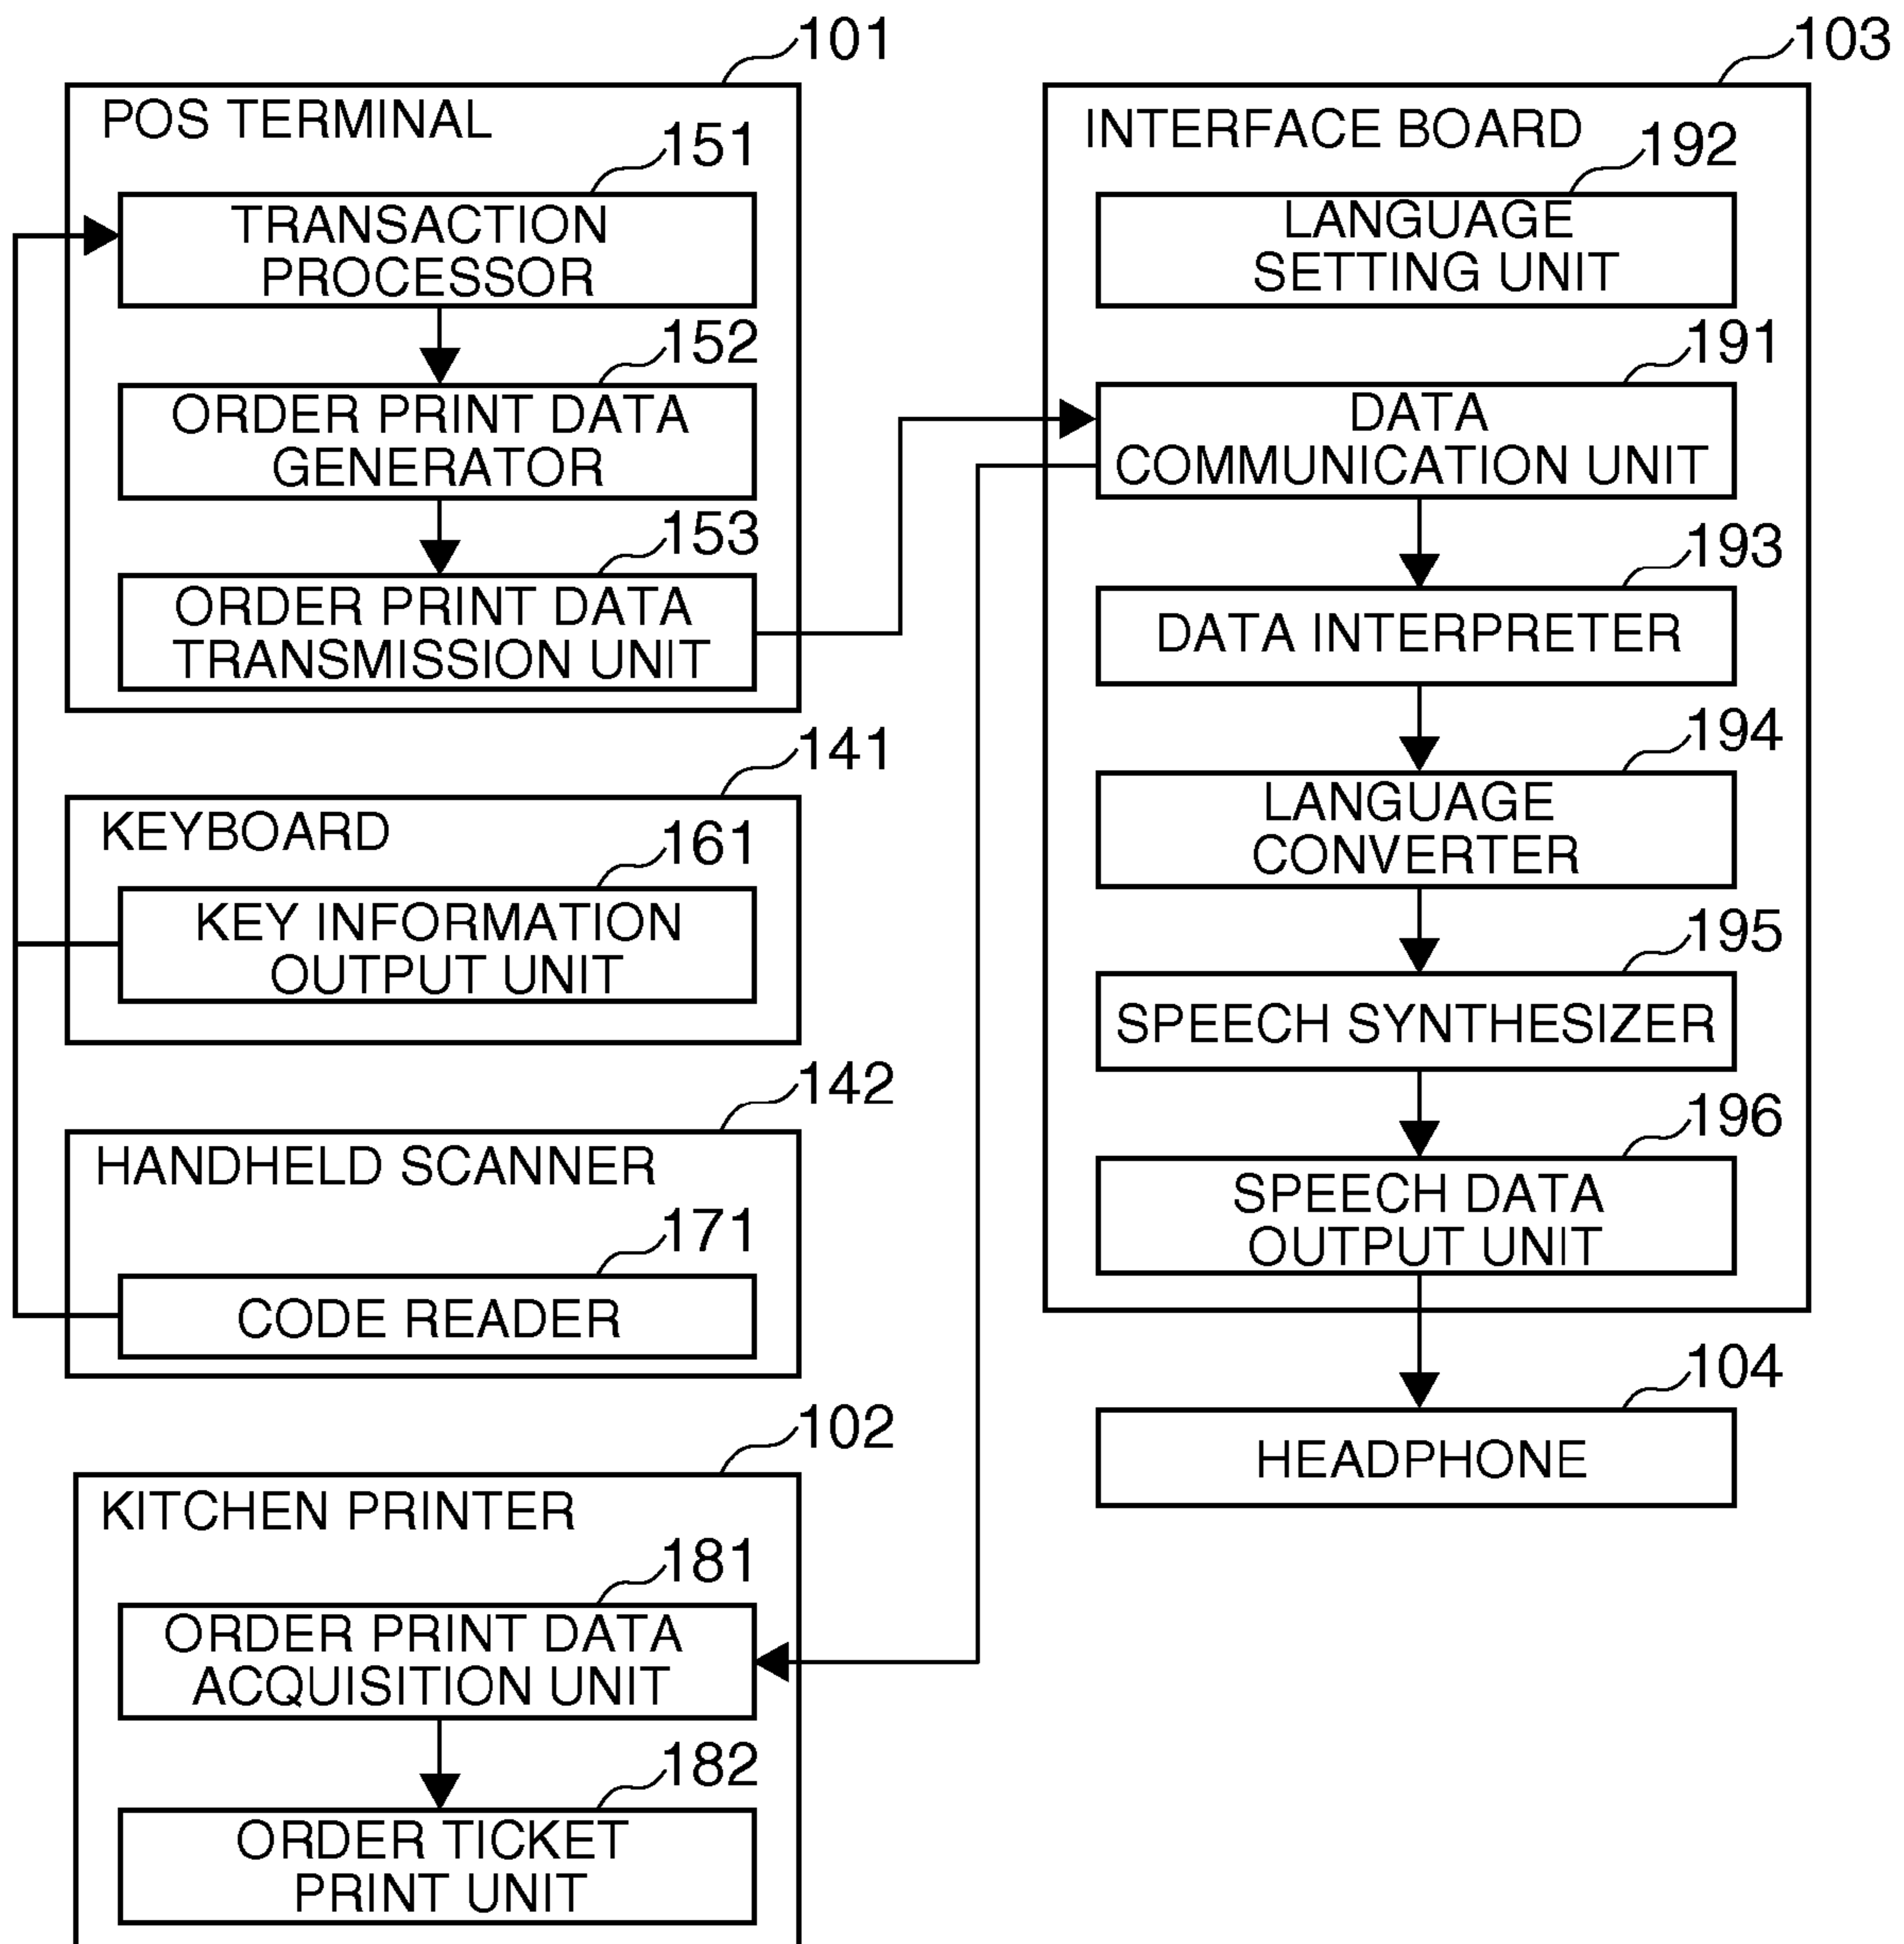 101
POS TERMINAL
151
TRANSACTION
PROCESSOR
152
ORDER PRINT DATA
GENERATOR
153
ORDER PRINT DATA
TRANSMISSION UNIT
141
KEYBOARD
161
KEY INFORMATION
OUTPUT UNIT
142
HANDHELD SCANNER
171
CODE READER
102
KITCHEN PRINTER
181
ORDER PRINT DATA
ACQUISITION UNIT
182
ORDER TICKET
PRINT UNIT
103
INTERFACE BOARD
192
LANGUAGE
SETTING UNIT
191
DATA
COMMUNICATION UNIT
193
DATA INTERPRETER
194
LANGUAGE
CONVERTER
195
SPEECH SYNTHESIZER
196
SPEECH DATA
OUTPUT UNIT
104
HEADPHONE